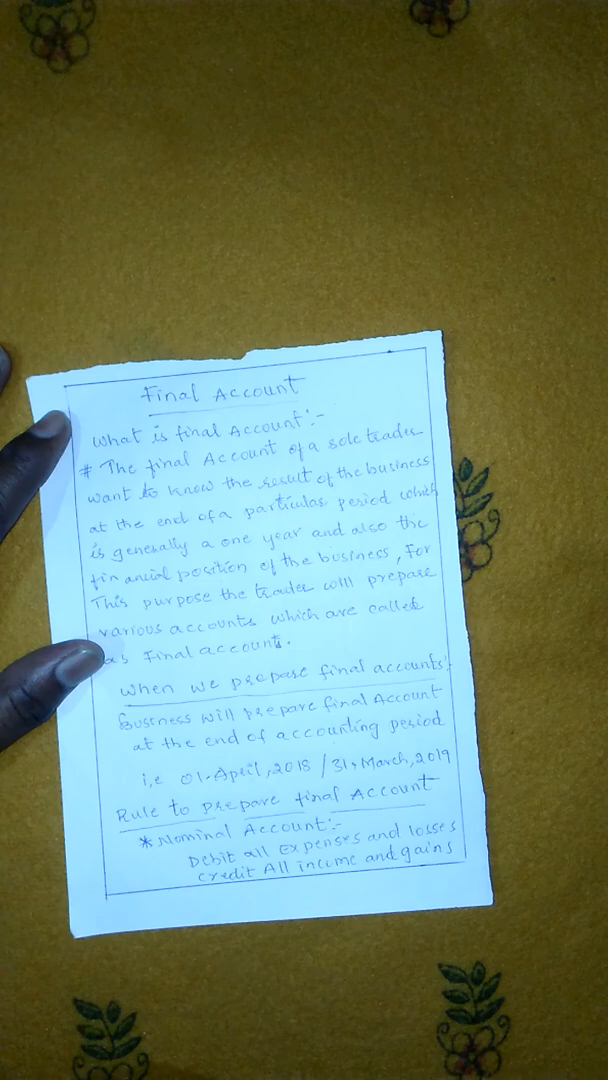 Final Account
What is final Account:-
# The final Account of a sole trader
want to know the result of the business
at the end of a particular period which
is generally a one year and also the
financial position of the business, For
This purpose the trader will prepare
various accounts which are called
as Final accounts.
when we prepare final accounts:-
Business will prepare final Account
at the end of accounting period
i,e 01-April,2018 / 31,March,2019
Rule to prepare final Account
* Nominal Account:-
Debit all Expenses and losses
credit All income and gains